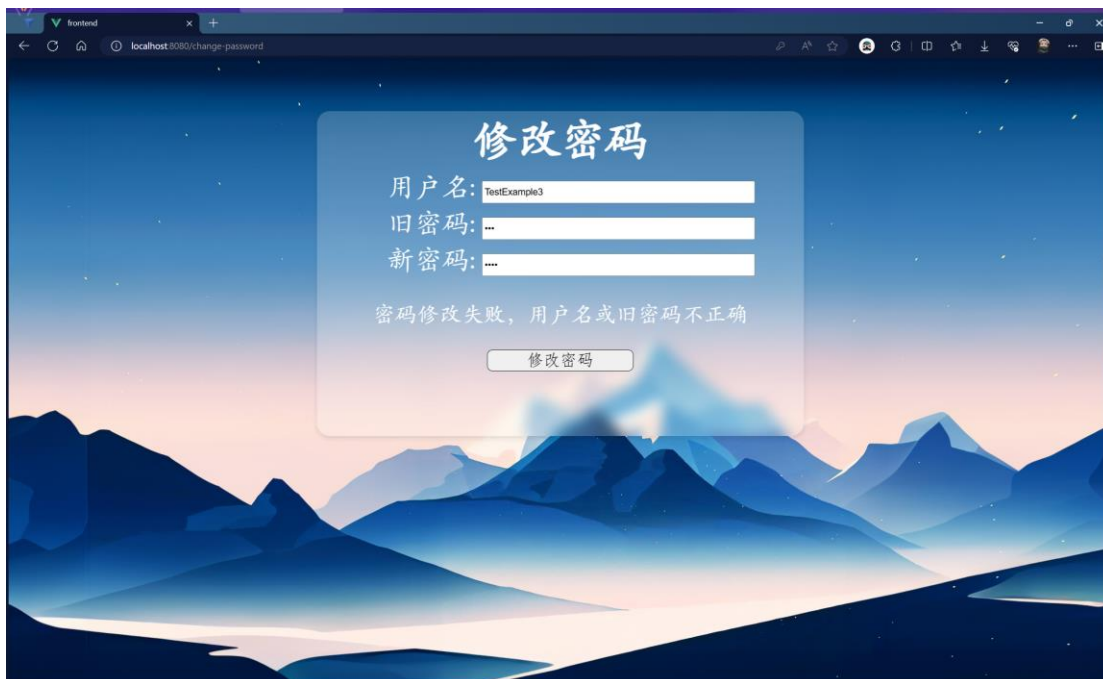 frontend
localhost:8080/change-password
修改密码
用户名: TestExample3
旧密码: •••
新密码: ••••
密码修改失败，用户名或旧密码不正确
修改密码